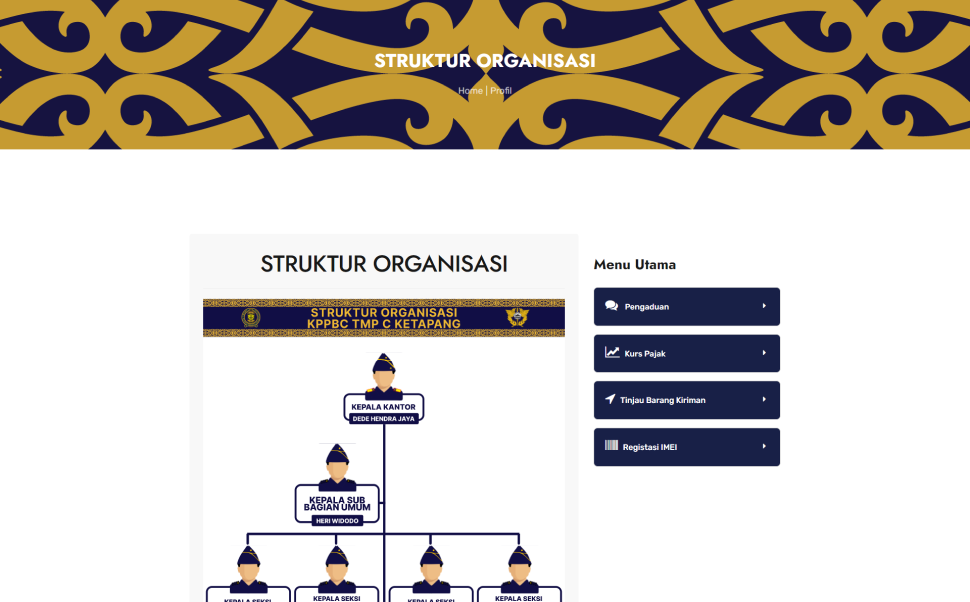 STRUKTUR ORGANISASI
Home | Profil
STRUKTUR ORGANISASI
STRUKTUR ORGANISASI
KPPBC TMP C KETAPANG
KEPALA KANTOR
DEDE HENDRA JAYA
KEPALA SUB
BAGIAN UMUM
HERI WIDODO
KEPALA SEKSI
KEPALA SEKSI
KEPALA SEKSI
KEPALA SEKSI
Menu Utama
Pengaduan
Kurs Pajak
Tinjau Barang Kiriman
Registasi IMEI